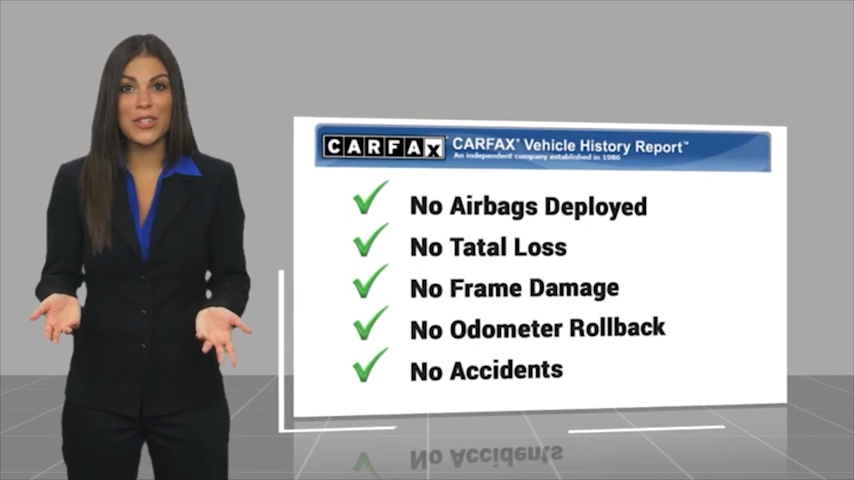 CARFAX CARFAX® Vehicle History Report™
An independent company established in 1986
No Airbags Deployed
No Tatal Loss
No Frame Damage
No Odometer Rollback
No Accidents
No Accidents